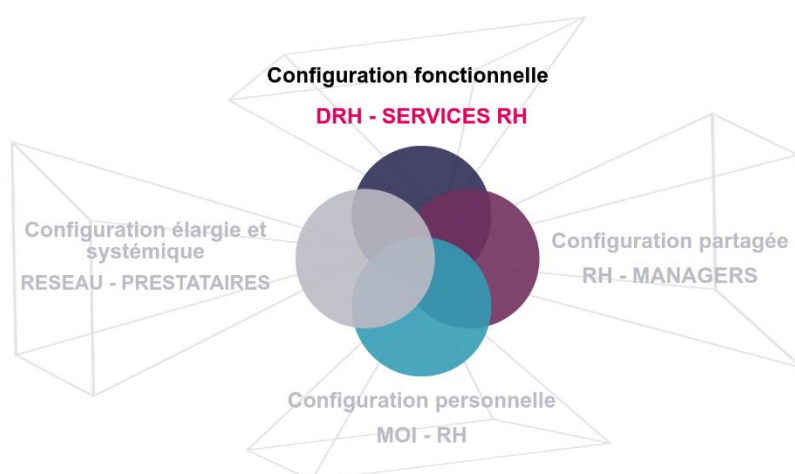 Configuration fonctionnelle
DRH - SERVICES RH
Configuration élargie et
systémique
RESEAU - PRESTATAIRES
Configuration partagée
RH - MANAGERS
Configuration personnelle
MOI - RH